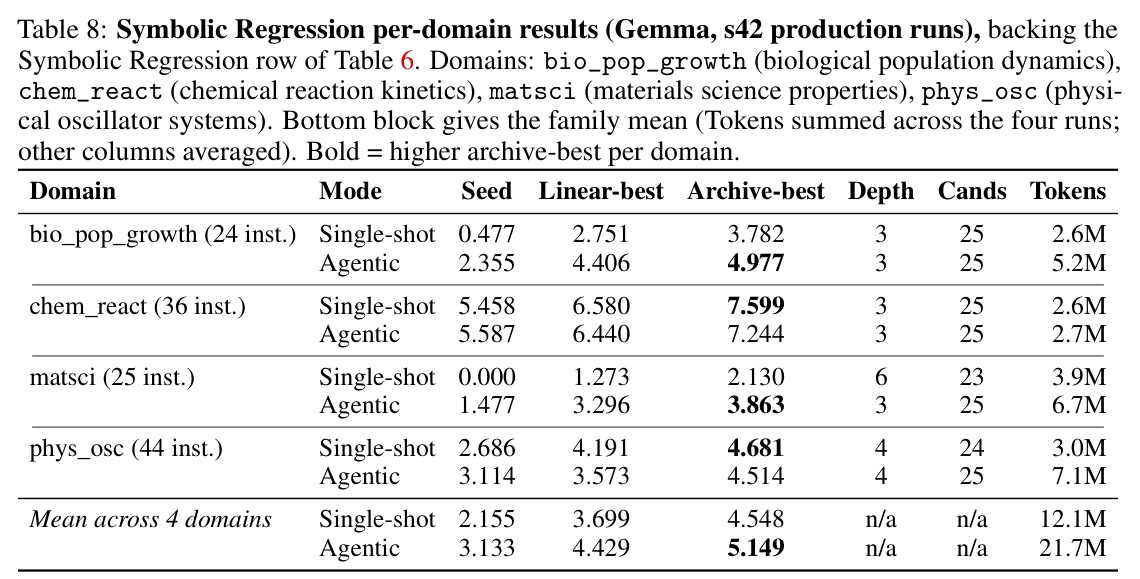 Table 8: Symbolic Regression per-domain results (Gemma, s42 production runs), backing the
Symbolic Regression row of Table 6. Domains: bio_pop_growth (biological population dynamics),
chem_react (chemical reaction kinetics), matsci (materials science properties), phys_osc (physi-
cal oscillator systems). Bottom block gives the family mean (Tokens summed across the four runs;
other columns averaged). Bold = higher archive-best per domain.
Domain Mode Seed Linear-best Archive-best Depth Cands Tokens
bio_pop_growth (24 inst.) Single-shot 0.477 2.751 3.782 3 25 2.6M
Agentic 2.355 4.406 4.977 3 25 5.2M
chem_react (36 inst.) Single-shot 5.458 6.580 7.599 3 25 2.6M
Agentic 5.587 6.440 7.244 3 25 2.7M
matsci (25 inst.) Single-shot 0.000 1.273 2.130 6 23 3.9M
Agentic 1.477 3.296 3.863 3 25 6.7M
phys_osc (44 inst.) Single-shot 2.686 4.191 4.681 4 24 3.0M
Agentic 3.114 3.573 4.514 4 25 7.1M
Mean across 4 domains Single-shot 2.155 3.699 4.548 n/a n/a 12.1M
Agentic 3.133 4.429 5.149 n/a n/a 21.7M